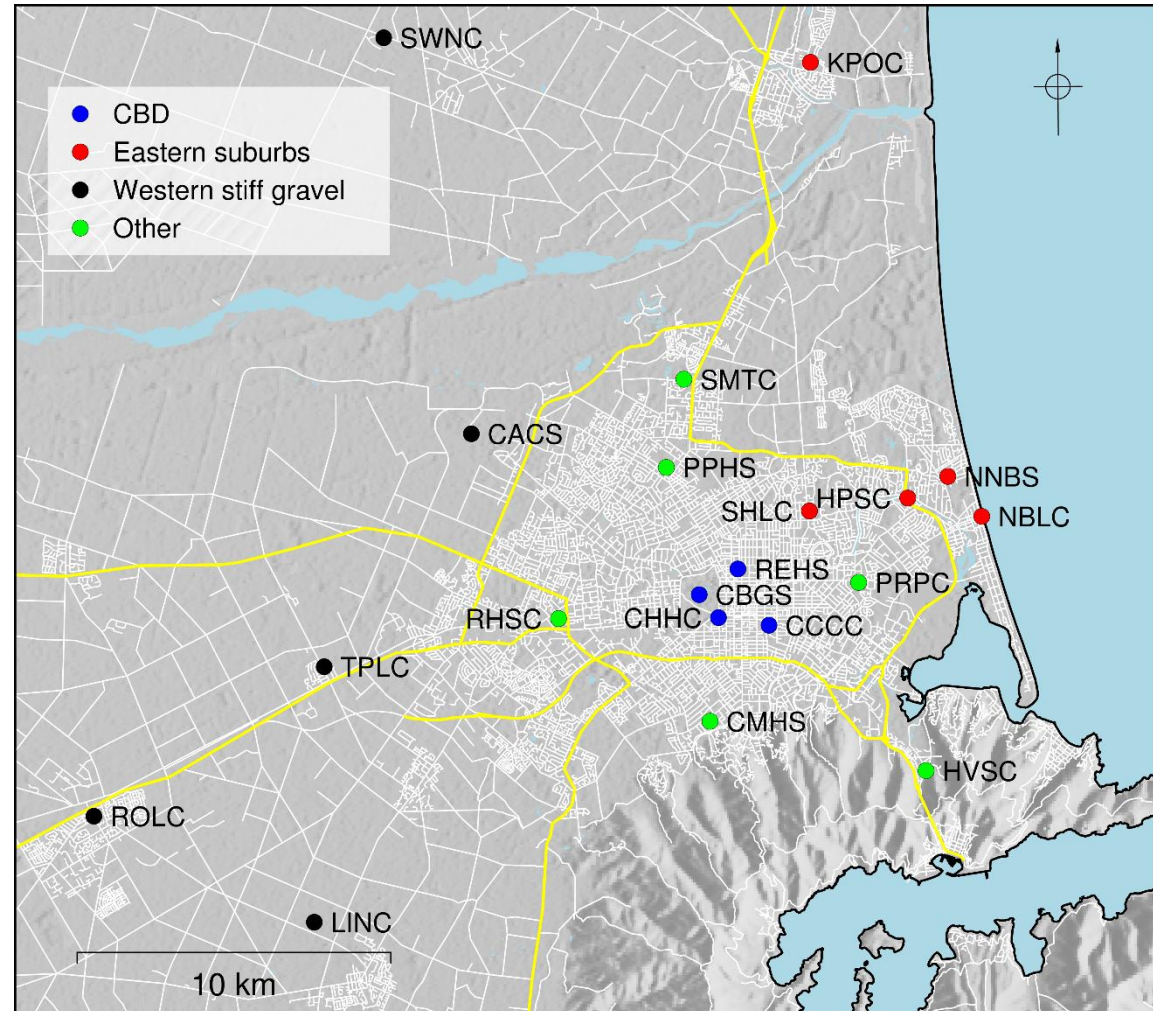 SWNC
KPOC
CBD
Eastern suburbs
Western stiff gravel
Other
SMTC
CACS
PPHS
NNBS
HPSC
SHLC
NBLC
REHS
PRPC
CBGS
RHSC
CHHC
CCCC
TPLC
CMHS
HVSC
ROLC
LINC
10 km